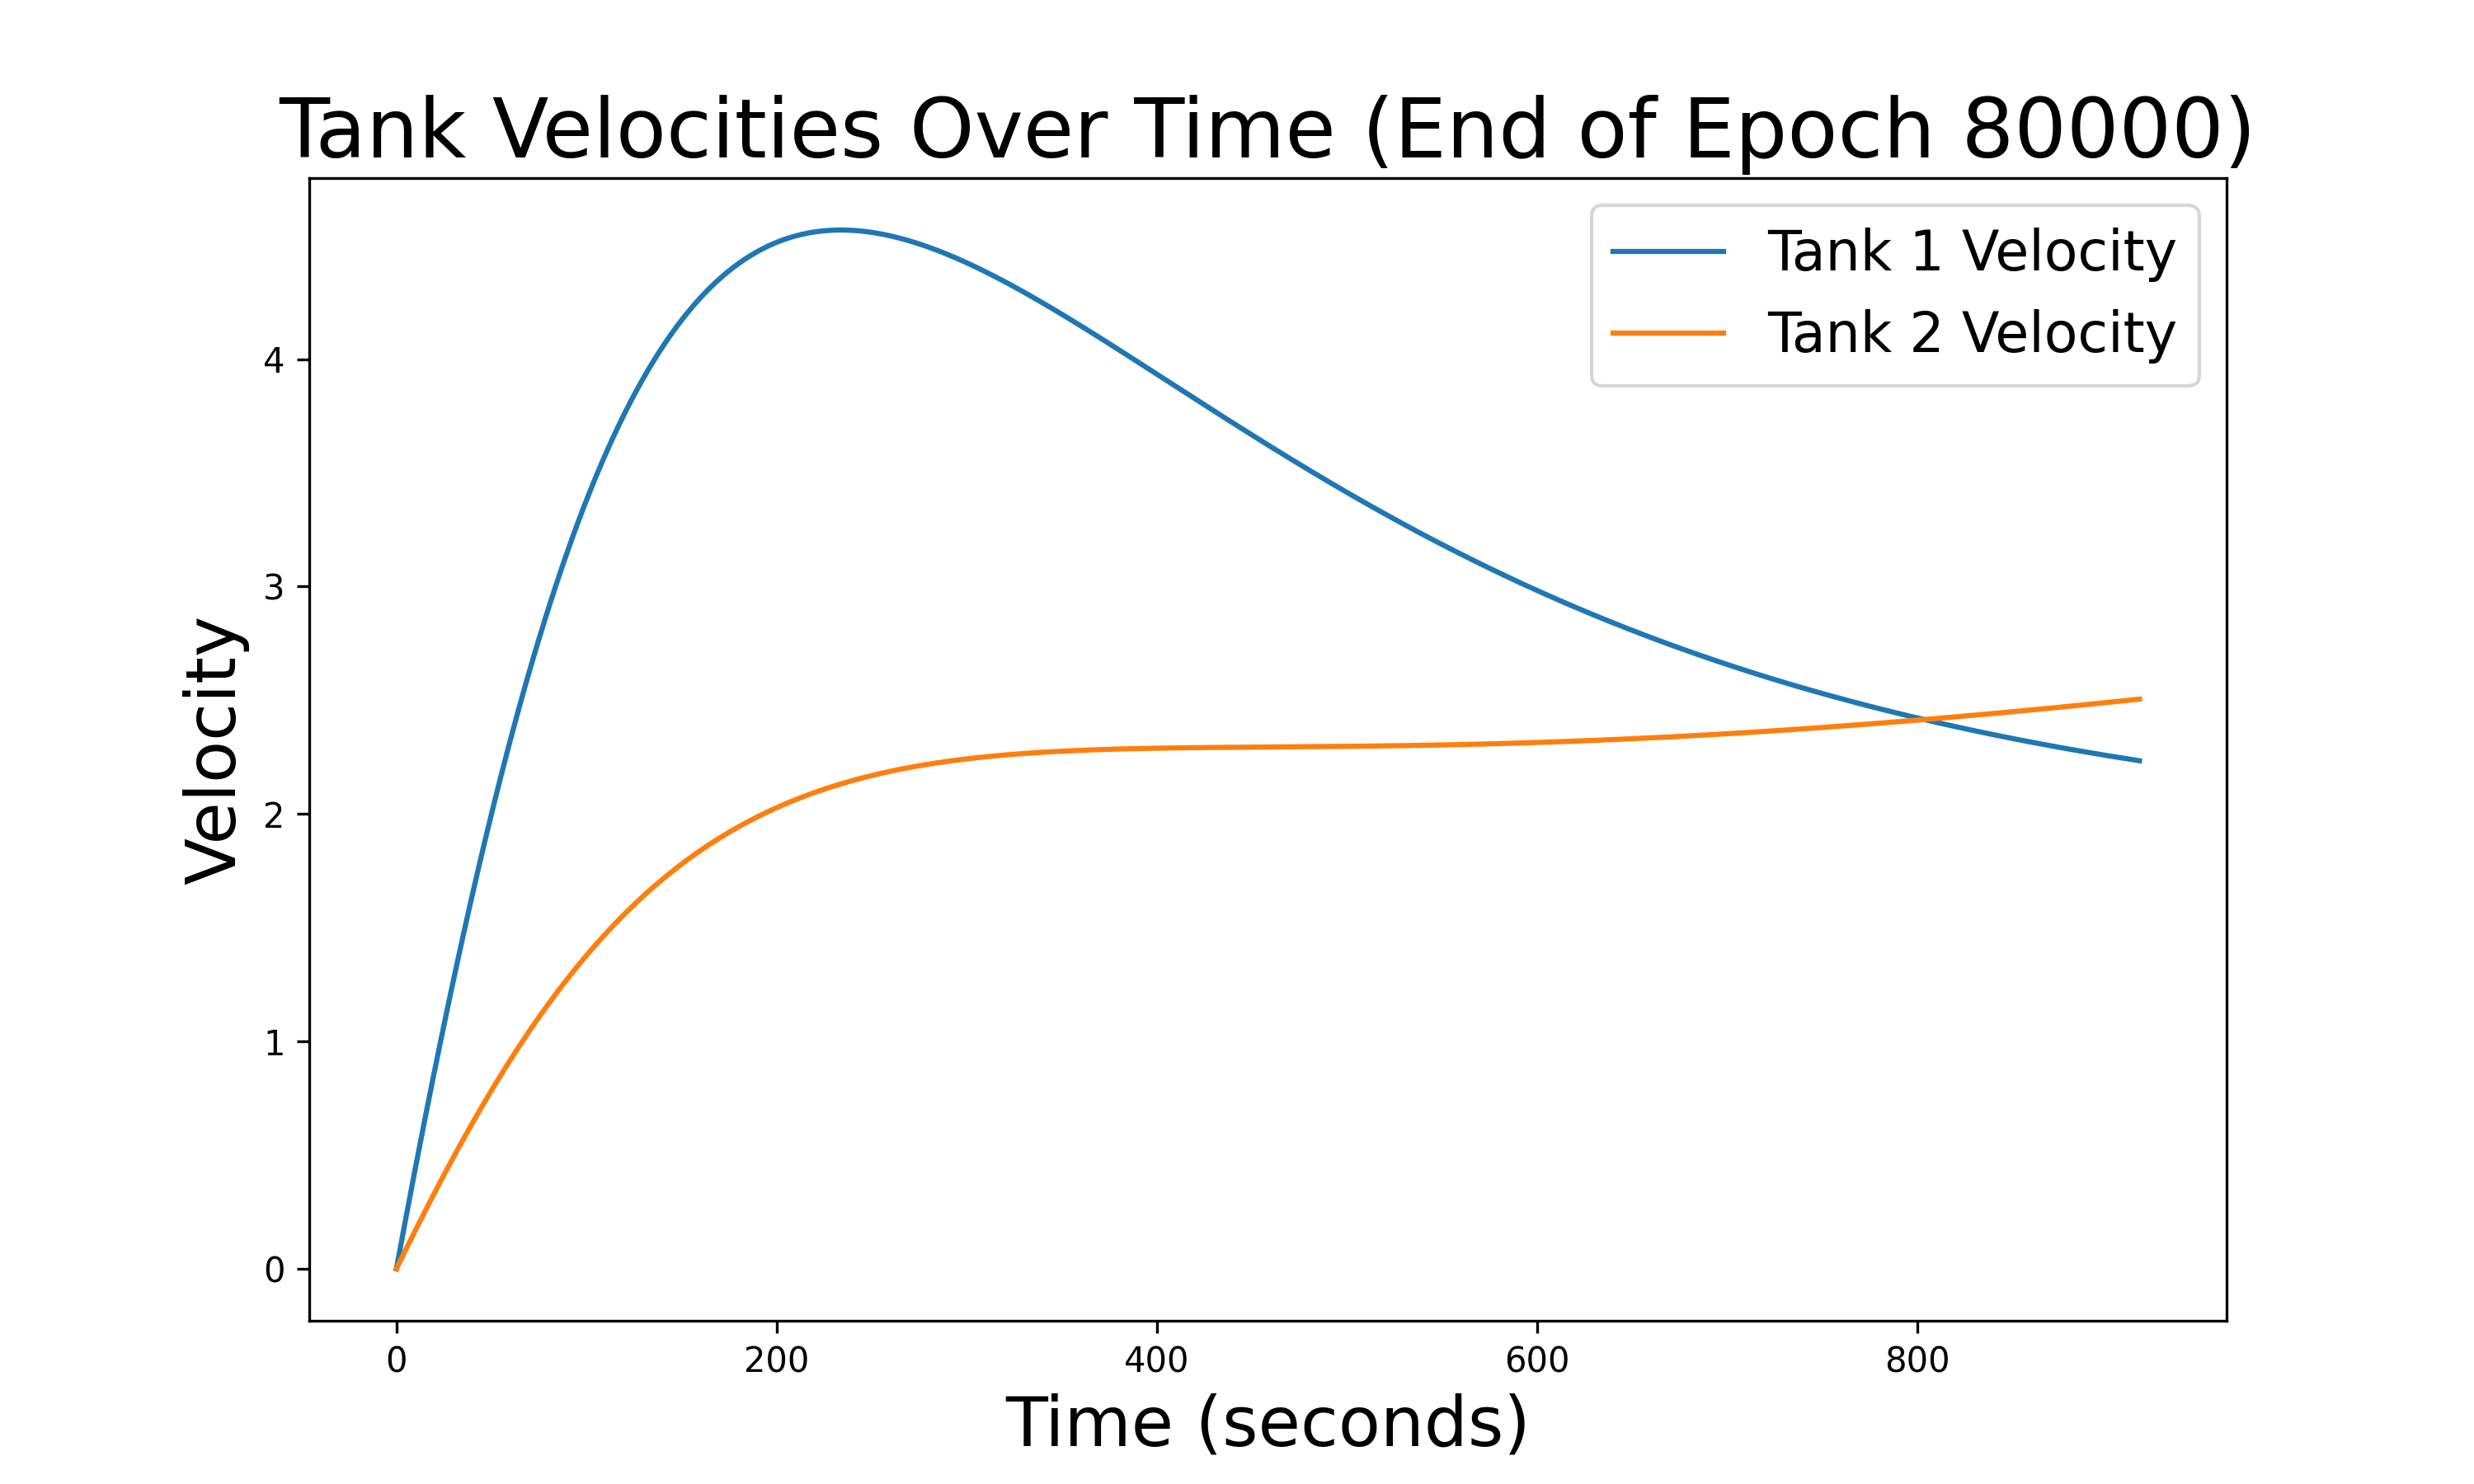 Tank Velocities Over Time (End of Epoch 80000)
Tank 1 Velocity
Tank 2 Velocity
Velocity
4
3
2
1
0
0 200 400 600 800
Time (seconds)